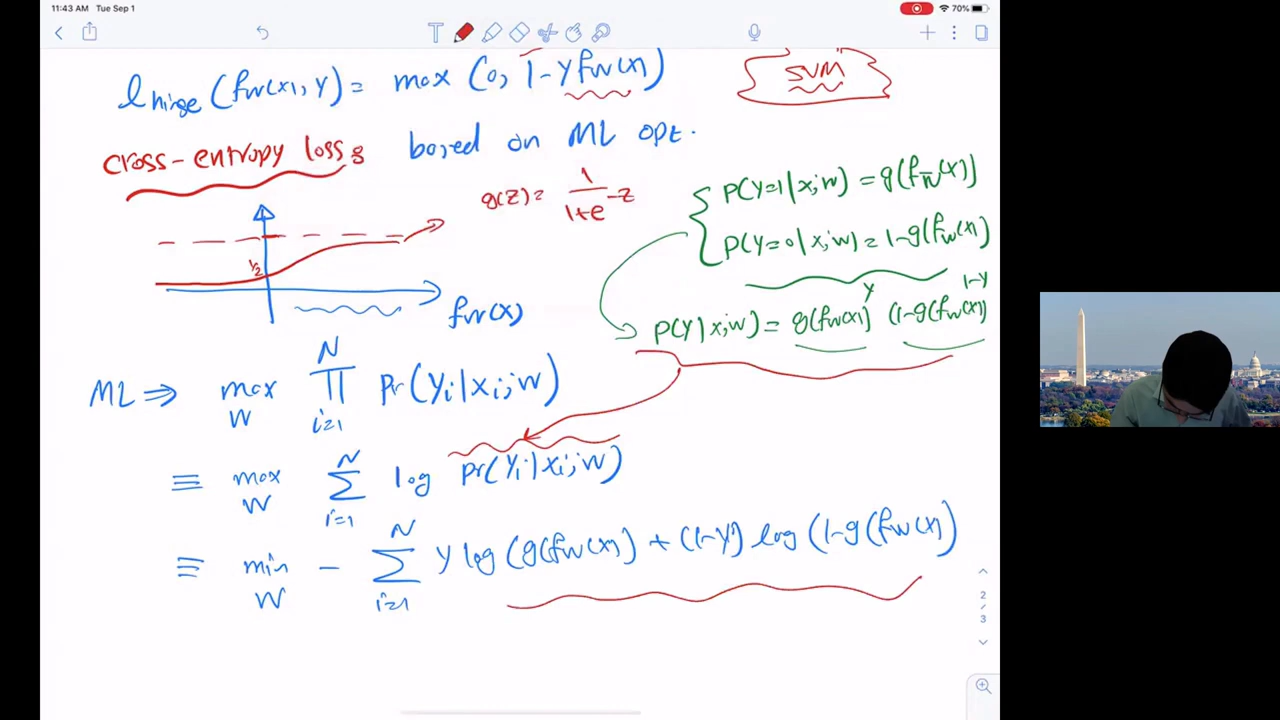 11:43 AM Tue Sep 1
70%
ℓ_hinge (f_w(x), y) = max (0, 1-y f_w(x))
SVM
cross-entropy loss: based on ML opt.
g(z) = 1/(1+e^-z)
P(Y=1|x;w) = g(f_w(x))
P(Y=0|x;w) = 1-g(f_w(x))
1/2
f_w(x)
P(Y|x;w) = g(f_w(x))^Y (1-g(f_w(x)))^1-Y
ML ⇒ max_W ∏_{i=1}^N Pr(y_i|x_i;w)
≡ max_W ∑_{i=1}^N log Pr(y_i|x_i;w)
≡ min_W - ∑_{i=1}^N y log (g(f_w(x))) + (1-y) log (1-g(f_w(x)))
2
/
3